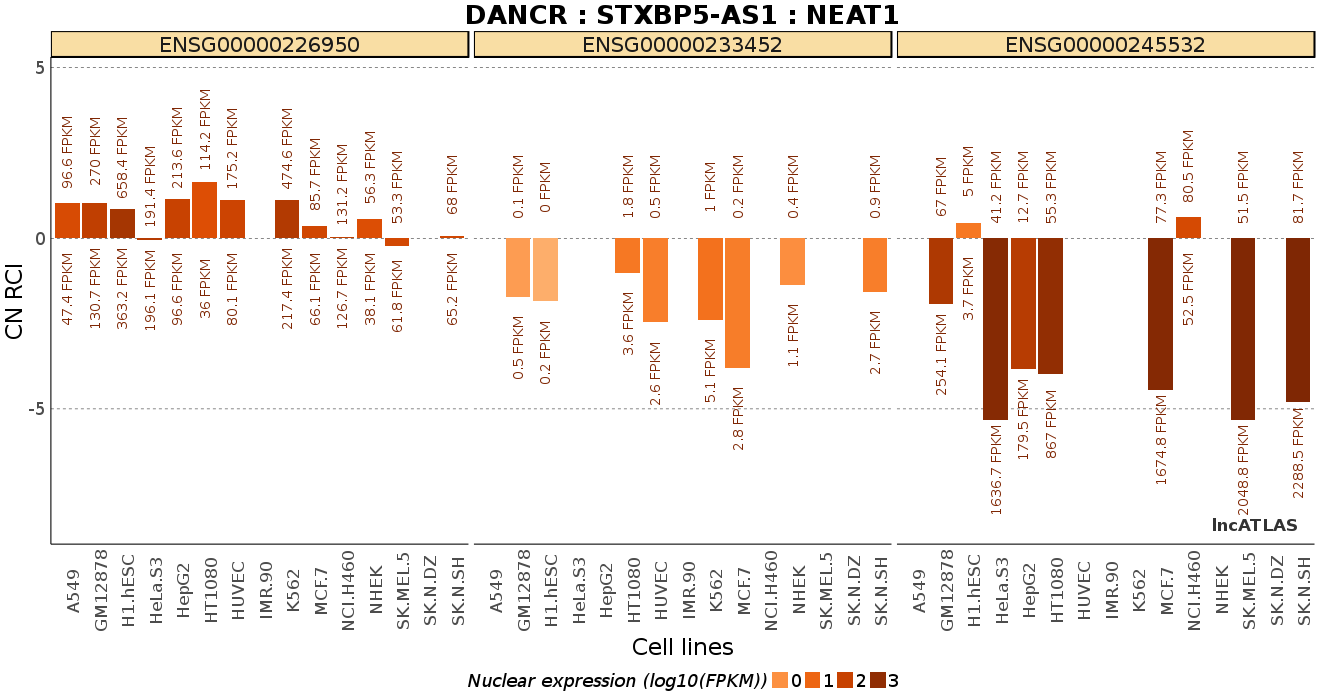 DANCR : STXBP5-AS1 : NEAT1
ENSG00000226950 ENSG00000233452 ENSG00000245532
CN RCI
5
0
-5
96.6 FPKM
270 FPKM
658.4 FPKM
191.4 FPKM
213.6 FPKM
114.2 FPKM
175.2 FPKM
474.6 FPKM
85.7 FPKM
131.2 FPKM
56.3 FPKM
53.3 FPKM
68 FPKM
47.4 FPKM
130.7 FPKM
363.2 FPKM
196.1 FPKM
96.6 FPKM
36 FPKM
80.1 FPKM
217.4 FPKM
66.1 FPKM
126.7 FPKM
38.1 FPKM
61.8 FPKM
65.2 FPKM
0.1 FPKM
0 FPKM
1.8 FPKM
0.5 FPKM
1 FPKM
0.2 FPKM
0.4 FPKM
0.9 FPKM
0.5 FPKM
0.2 FPKM
3.6 FPKM
2.6 FPKM
5.1 FPKM
2.8 FPKM
1.1 FPKM
2.7 FPKM
67 FPKM
5 FPKM
41.2 FPKM
12.7 FPKM
55.3 FPKM
77.3 FPKM
80.5 FPKM
51.5 FPKM
81.7 FPKM
254.1 FPKM
3.7 FPKM
1636.7 FPKM
179.5 FPKM
867 FPKM
1674.8 FPKM
52.5 FPKM
2048.8 FPKM
2288.5 FPKM
lncATLAS
A549
GM12878
H1.hESC
HeLa.S3
HepG2
HT1080
HUVEC
IMR.90
K562
MCF.7
NCI.H460
NHEK
SK.MEL.5
SK.N.DZ
SK.N.SH
A549
GM12878
H1.hESC
HeLa.S3
HepG2
HT1080
HUVEC
IMR.90
K562
MCF.7
NCI.H460
NHEK
SK.MEL.5
SK.N.DZ
SK.N.SH
A549
GM12878
H1.hESC
HeLa.S3
HepG2
HT1080
HUVEC
IMR.90
K562
MCF.7
NCI.H460
NHEK
SK.MEL.5
SK.N.DZ
SK.N.SH
Cell lines
Nuclear expression (log10(FPKM)) 0 1 2 3